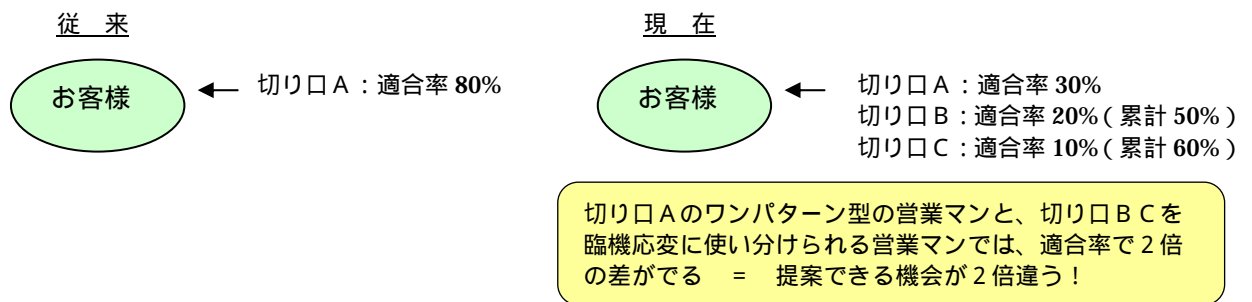 従　来
お客様
切り口Ａ：適合率 80%
現　在
お客様
切り口Ａ：適合率 30%
切り口Ｂ：適合率 20%（累計 50%）
切り口Ｃ：適合率 10%（累計 60%）
切り口Ａのワンパターン型の営業マンと、切り口ＢＣを
臨機応変に使い分けられる営業マンでは、適合率で２倍
の差がでる　＝　提案できる機会が２倍違う！